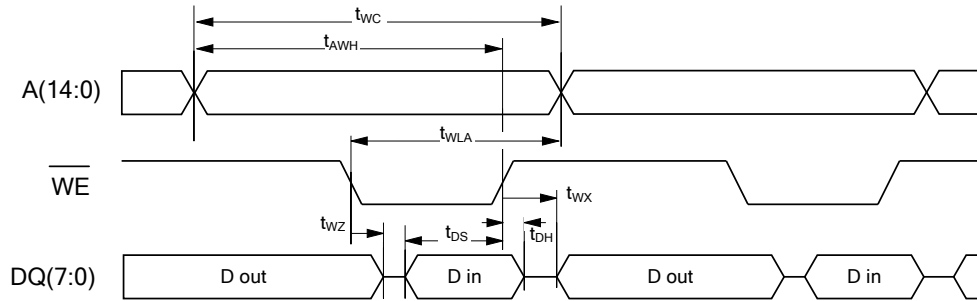 tWC
tAWH
A(14:0)
tWLA
WE
tWX
tWZ
tDS
tDH
DQ(7:0)
D out
D in
D out
D in